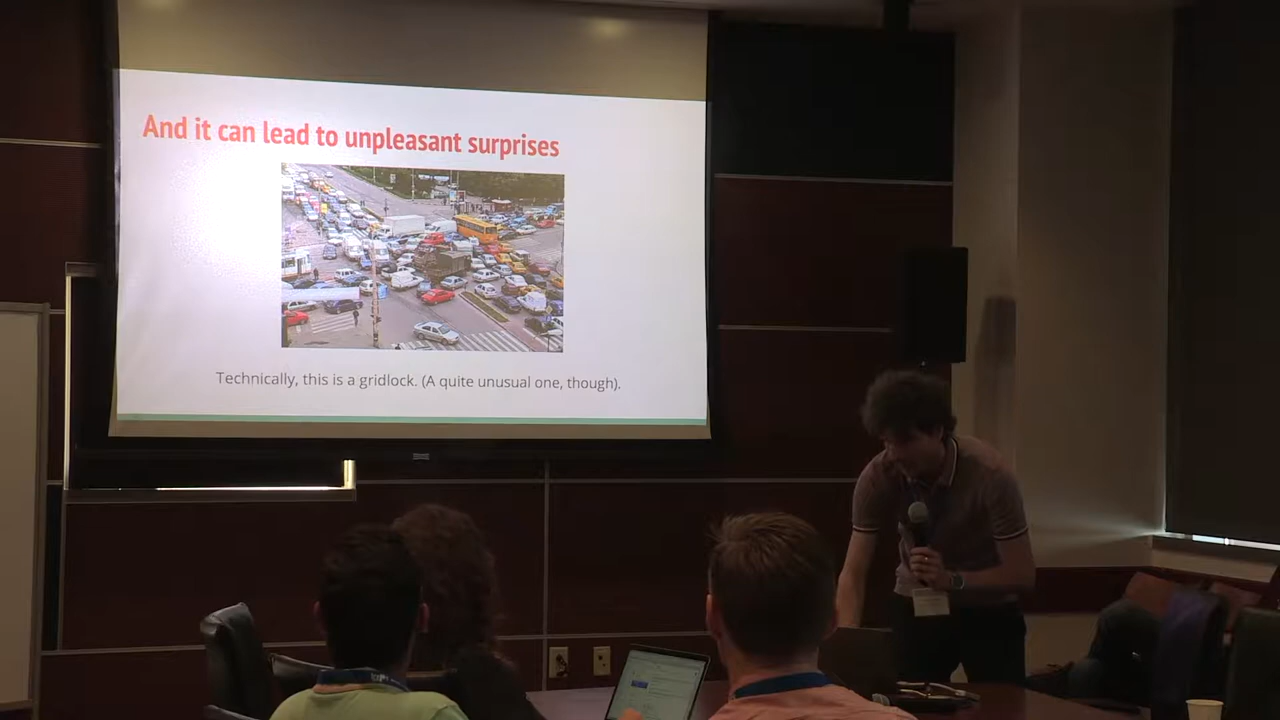 And it can lead to unpleasant surprises
Technically, this is a gridlock. (A quite unusual one, though).